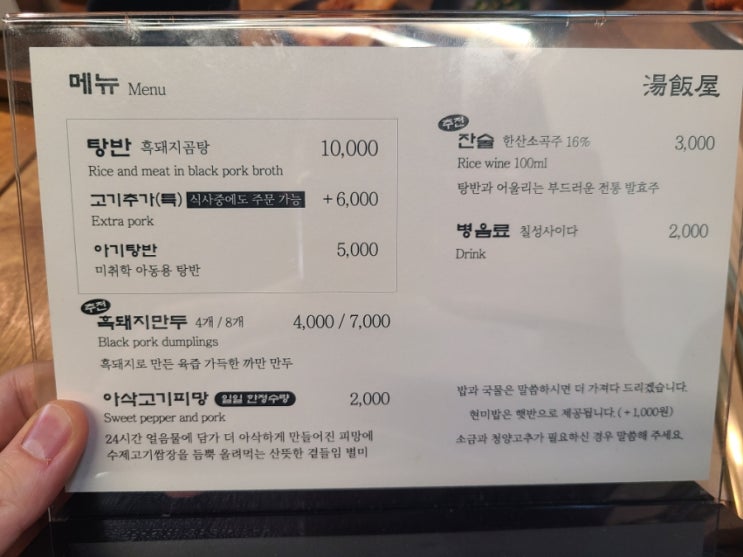 메뉴 Menu
湯飯屋
탕반 흑돼지곰탕 10,000
Rice and meat in black pork broth
고기추가(특) 식사중에도 주문 가능 +6,000
Extra pork
아기탕반 5,000
미취학 아동용 탕반
추천
흑돼지만두 4개 / 8개 4,000 / 7,000
Black pork dumplings
흑돼지로 만든 육즙 가득한 까만 만두
아삭고기피망 일일 한정수량 2,000
Sweet pepper and pork
24시간 얼음물에 담가 더 아삭하게 만들어진 피망에
수제고기쌈장을 듬뿍 올려먹는 산뜻한 곁들임 별미
추천
잔술 한산소곡주 16% 3,000
Rice wine 100ml
탕반과 어울리는 부드러운 전통 발효주
병음료 칠성사이다 2,000
Drink
밥과 국물은 말씀하시면 더 가져다 드리겠습니다.
현미밥은 햇반으로 제공됩니다. (+1,000원)
소금과 청양고추가 필요하신 경우 말씀해 주세요.